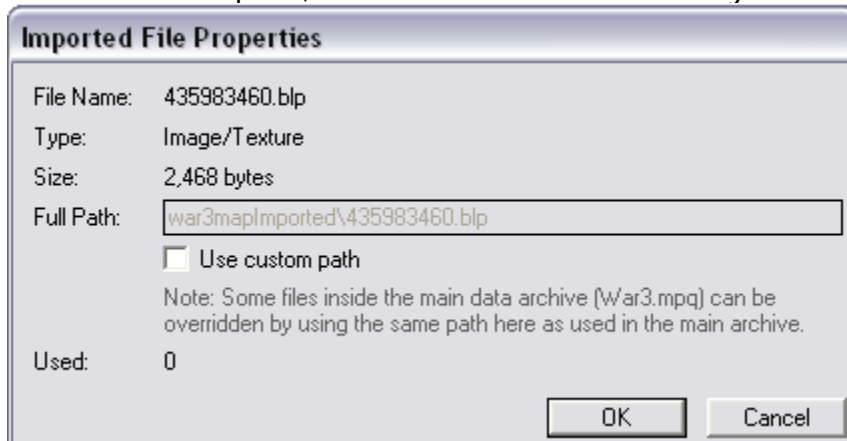 Imported File Properties
File Name: 435983460.blp
Type: Image/Texture
Size: 2,468 bytes
Full Path: war3mapImported\435983460.blp
Use custom path
Note: Some files inside the main data archive (War3.mpq) can be
overridden by using the same path here as used in the main archive.
Used: 0
OK Cancel